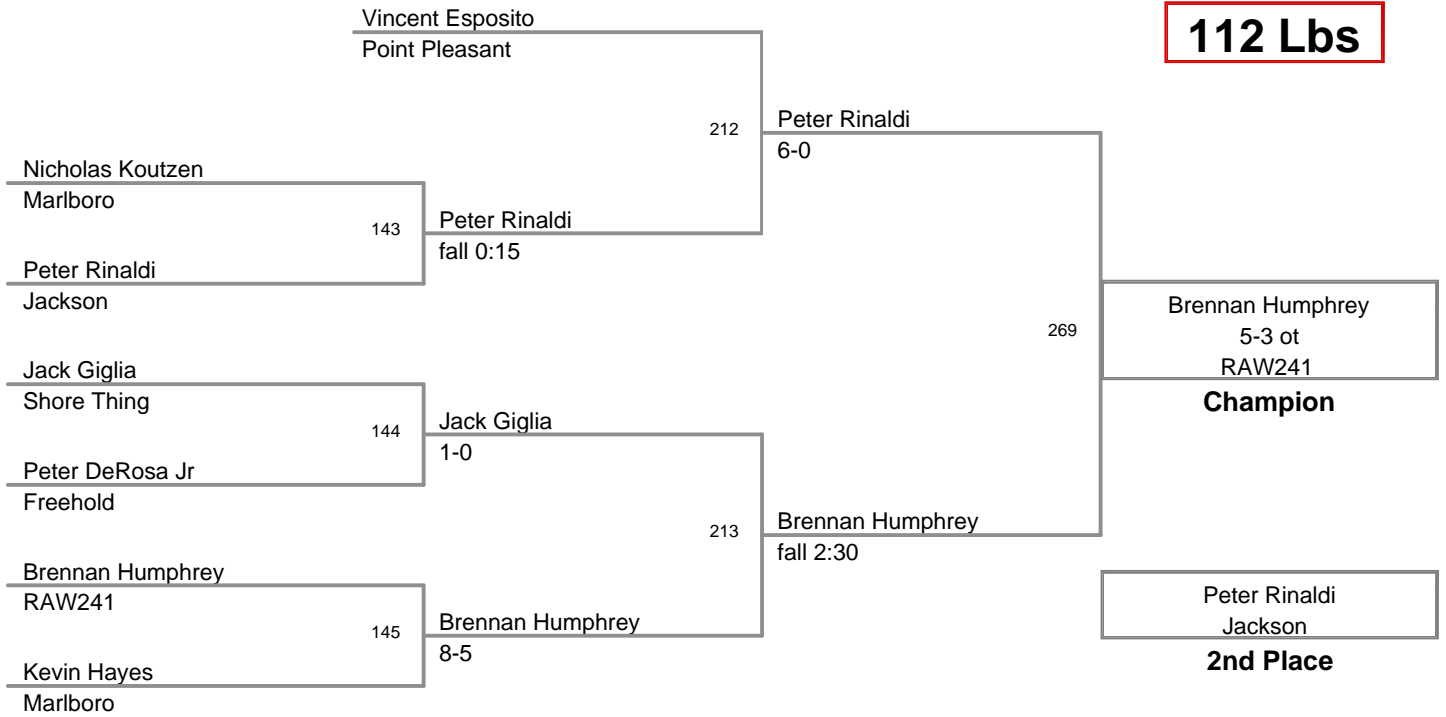 Vincent Esposito
Point Pleasant
112 Lbs
212
Peter Rinaldi
6-0
Nicholas Koutzen
Marlboro
143
Peter Rinaldi
fall 0:15
Peter Rinaldi
Jackson
269
Brennan Humphrey
5-3 ot
RAW241
Champion
Jack Giglia
Shore Thing
144
Jack Giglia
1-0
Peter DeRosa Jr
Freehold
213
Brennan Humphrey
fall 2:30
Brennan Humphrey
RAW241
145
Brennan Humphrey
8-5
Kevin Hayes
Marlboro
Peter Rinaldi
Jackson
2nd Place